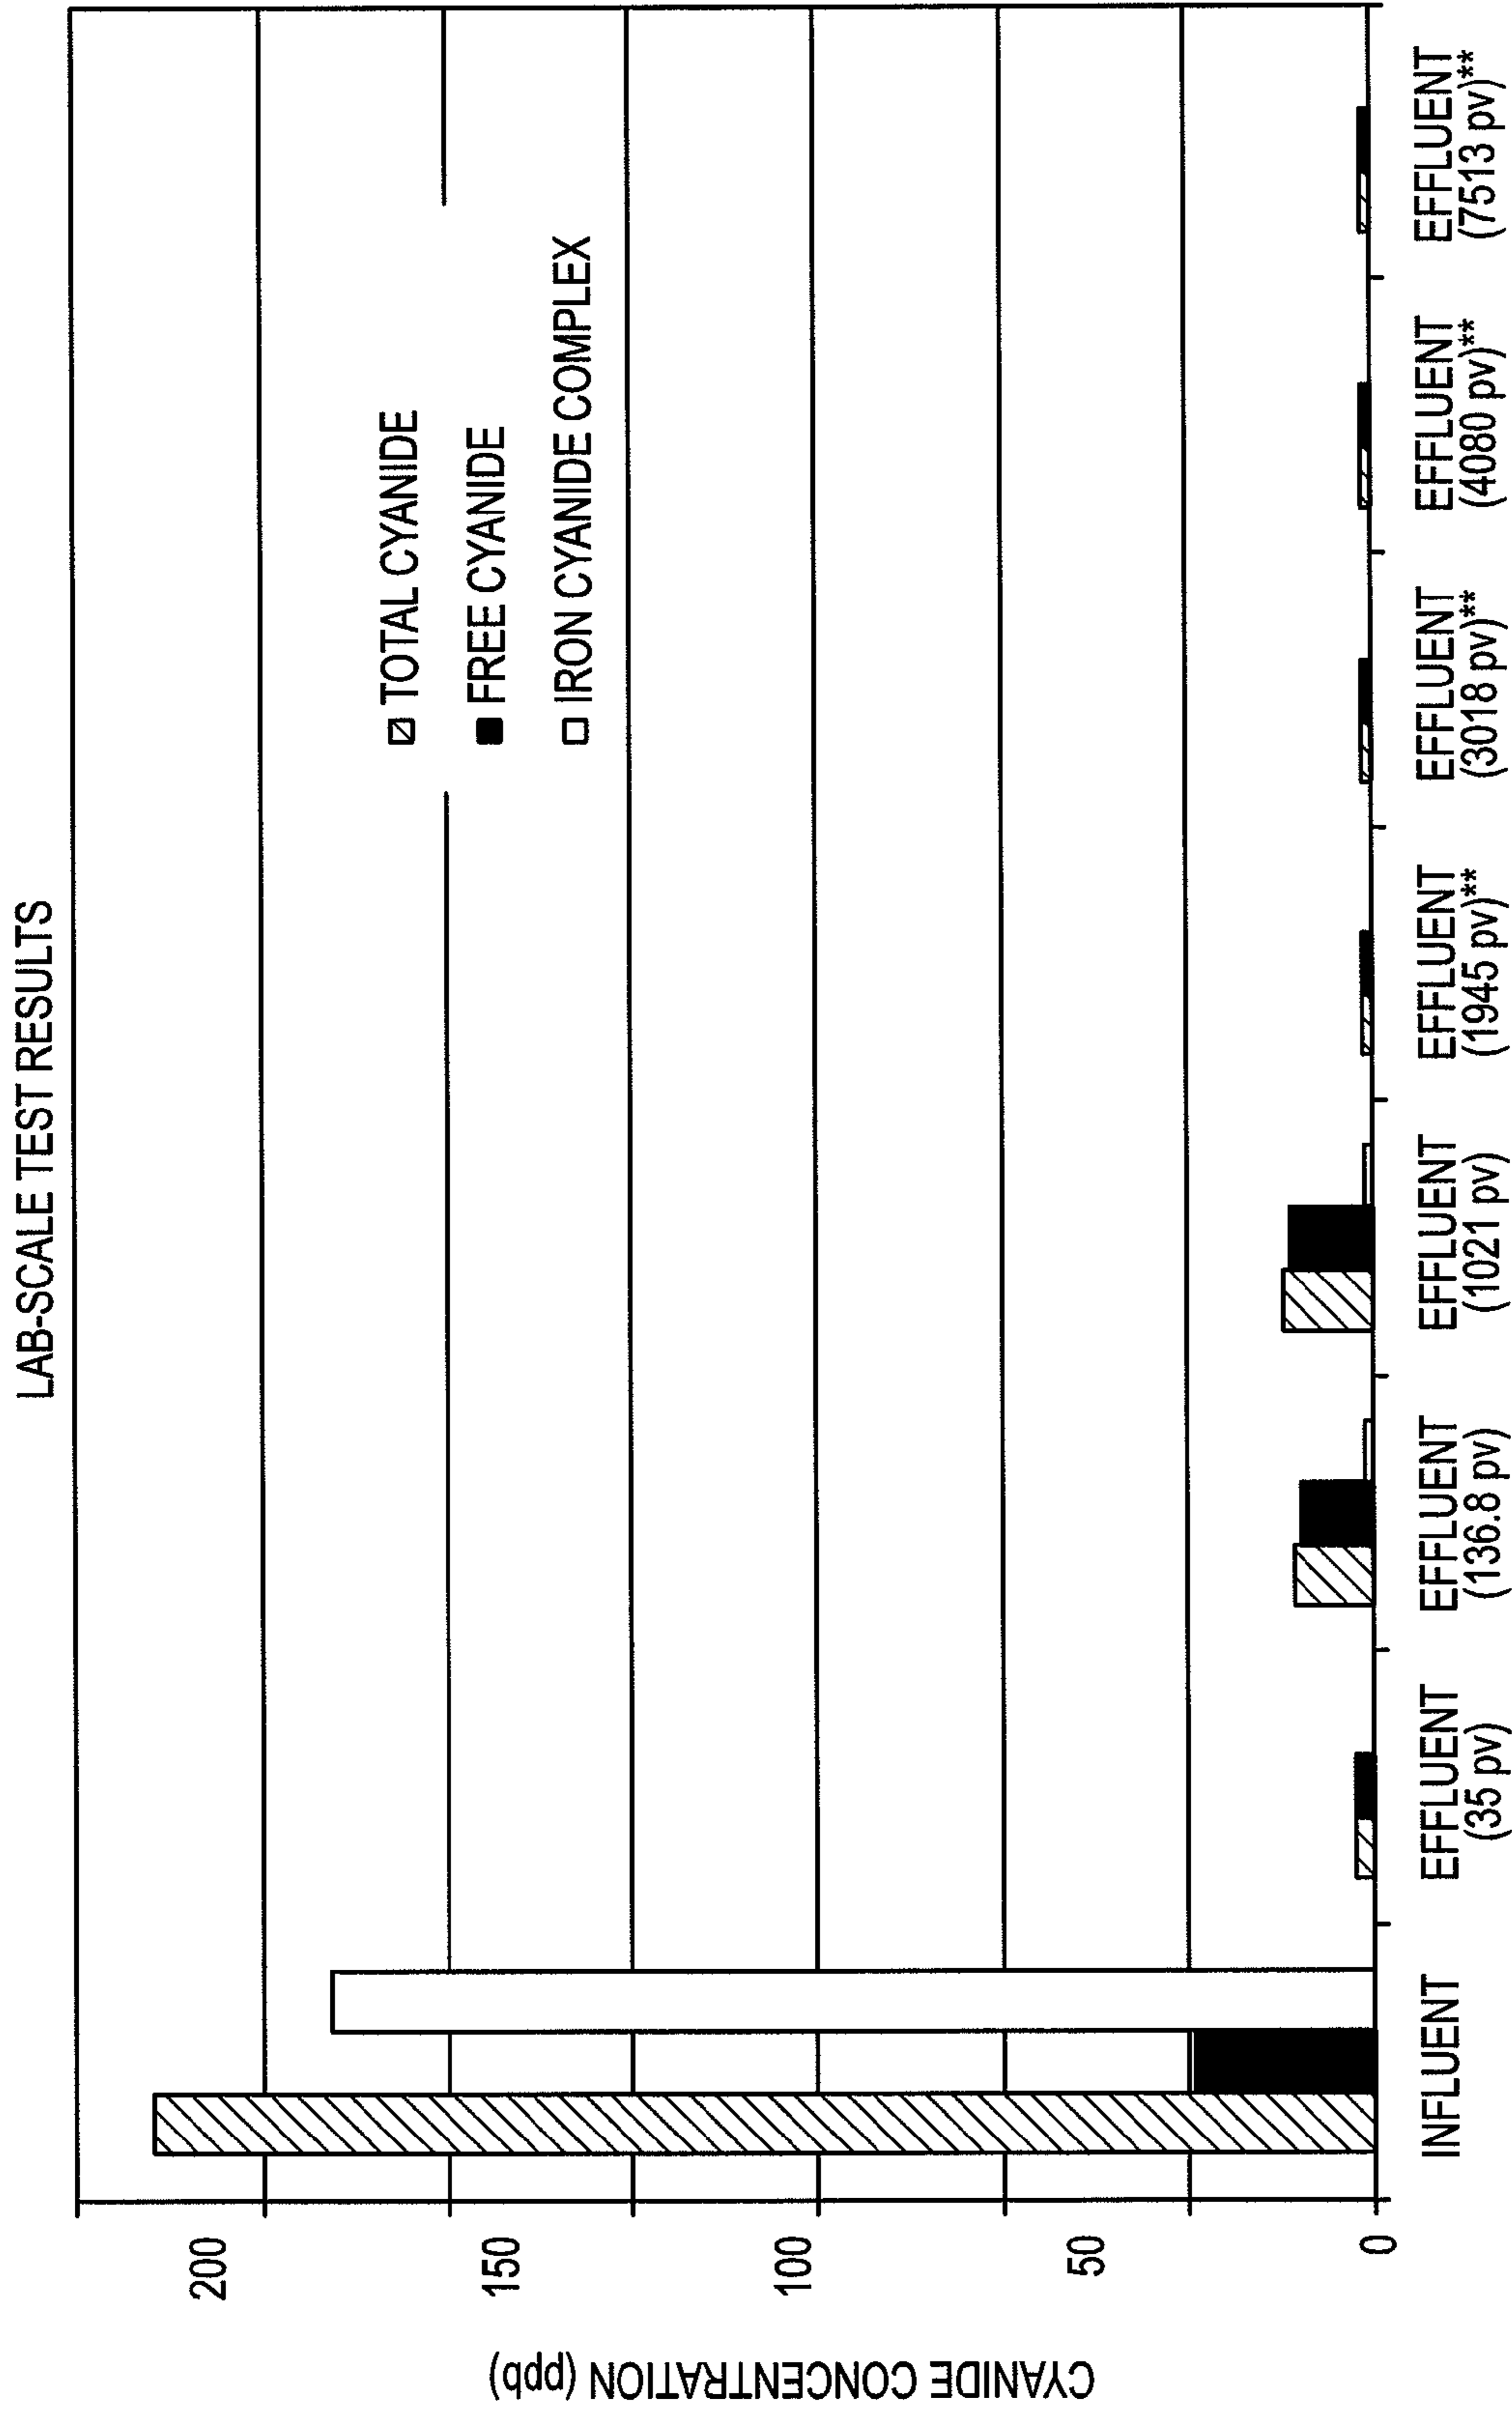 LAB-SCALE TEST RESULTS
CYANIDE CONCENTRATION (ppb)
200
150
100
50
0
TOTAL CYANIDE
FREE CYANIDE
IRON CYANIDE COMPLEX
INFLUENT
EFFLUENT
(35 pv)
EFFLUENT
(136.8 pv)
EFFLUENT
(1021 pv)
EFFLUENT
(1945 pv)**
EFFLUENT
(3018 pv)**
EFFLUENT
(4080 pv)**
EFFLUENT
(7513 pv)**